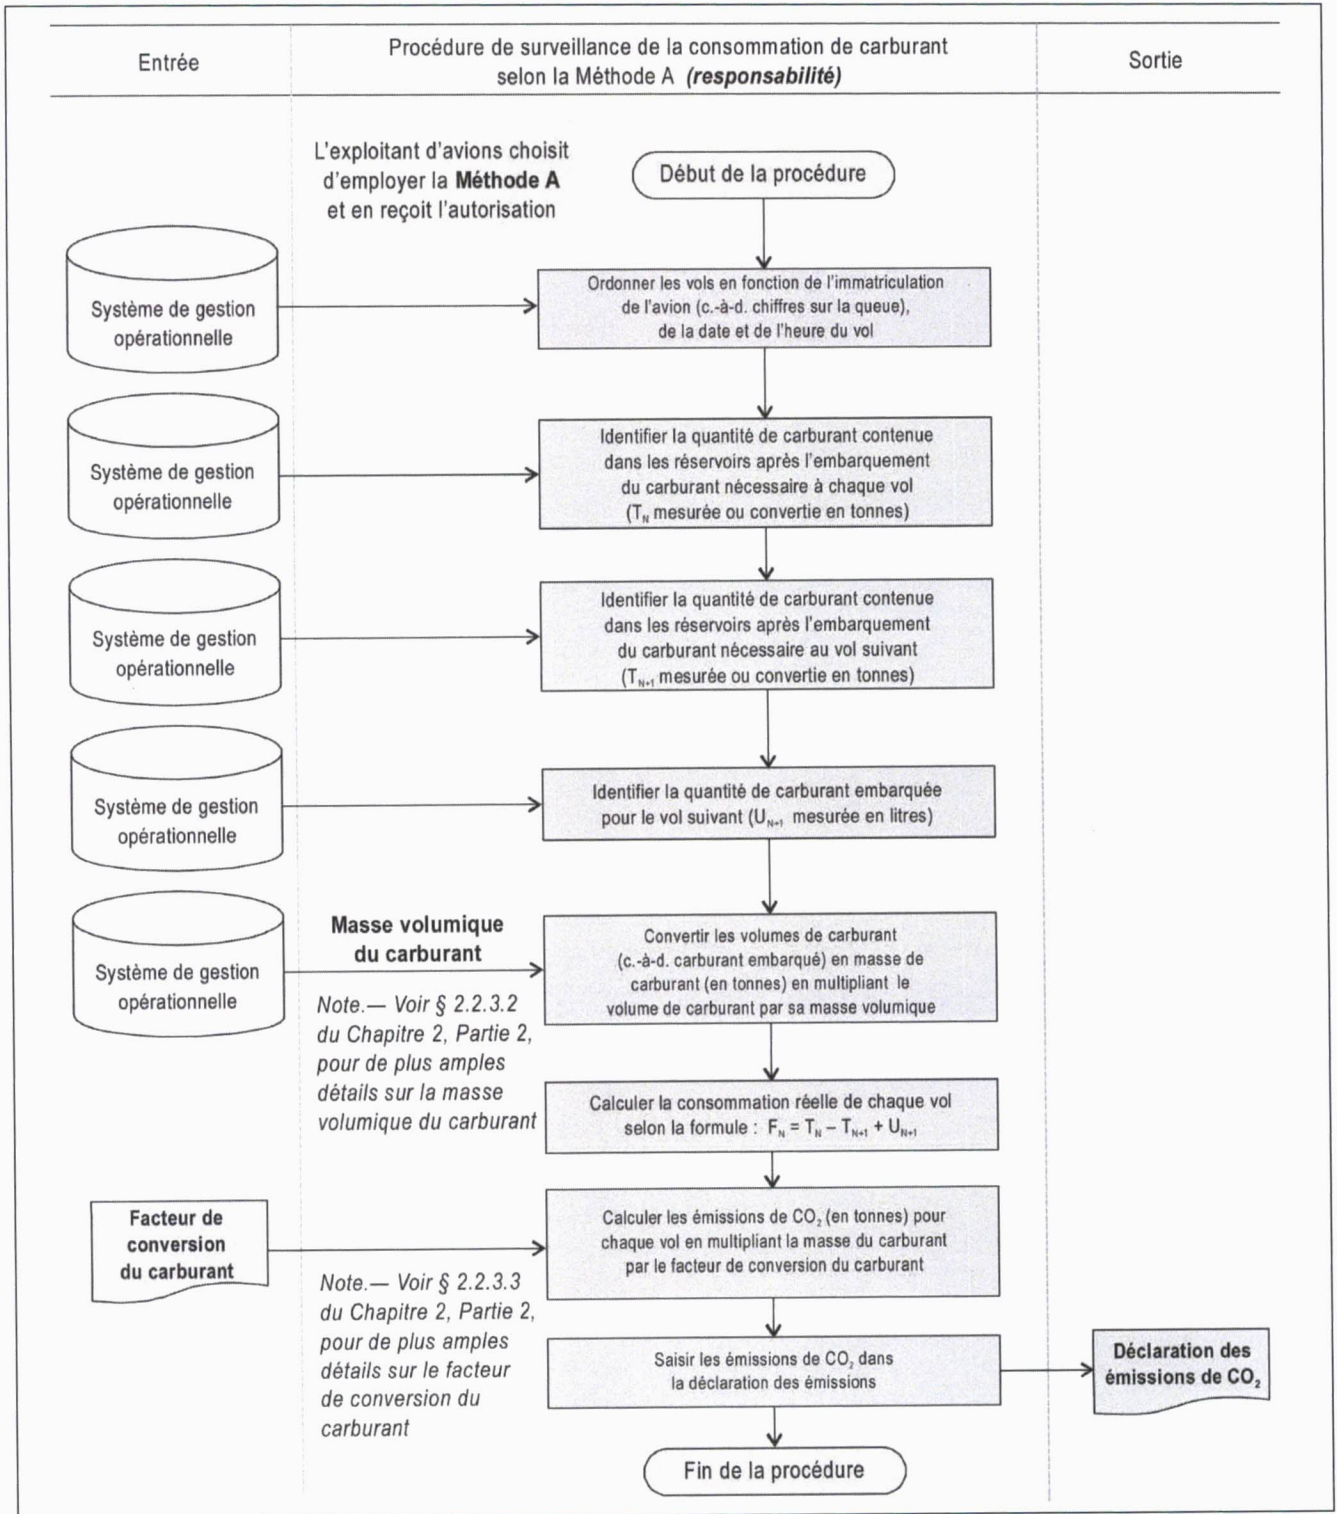 Entrée
Procédure de surveillance de la consommation de carburant
selon la Méthode A (responsabilité)
Sortie
L'exploitant d'avions choisit
d'employer la Méthode A
et en reçoit l'autorisation
Début de la procédure
Système de gestion
opérationnelle
Ordonner les vols en fonction de l'immatriculation
de l'avion (c.-à-d. chiffres sur la queue),
de la date et de l'heure du vol
Système de gestion
opérationnelle
Identifier la quantité de carburant contenue
dans les réservoirs après l'embarquement
du carburant nécessaire à chaque vol
(T_N mesurée ou convertie en tonnes)
Système de gestion
opérationnelle
Identifier la quantité de carburant contenue
dans les réservoirs après l'embarquement
du carburant nécessaire au vol suivant
(T_N+1 mesurée ou convertie en tonnes)
Système de gestion
opérationnelle
Identifier la quantité de carburant embarquée
pour le vol suivant (U_N+1 mesurée en litres)
Système de gestion
opérationnelle
Masse volumique
du carburant
Note.— Voir § 2.2.3.2
du Chapitre 2, Partie 2,
pour de plus amples
détails sur la masse
volumique du carburant
Convertir les volumes de carburant
(c.-à-d. carburant embarqué) en masse de
carburant (en tonnes) en multipliant le
volume de carburant par sa masse volumique
Calculer la consommation réelle de chaque vol
selon la formule : F_N = T_N – T_N+1 + U_N+1
Facteur de
conversion
du carburant
Note.— Voir § 2.2.3.3
du Chapitre 2, Partie 2,
pour de plus amples
détails sur le facteur
de conversion du
carburant
Calculer les émissions de CO₂ (en tonnes) pour
chaque vol en multipliant la masse du carburant
par le facteur de conversion du carburant
Saisir les émissions de CO₂ dans
la déclaration des émissions
Déclaration des
émissions de CO₂
Fin de la procédure